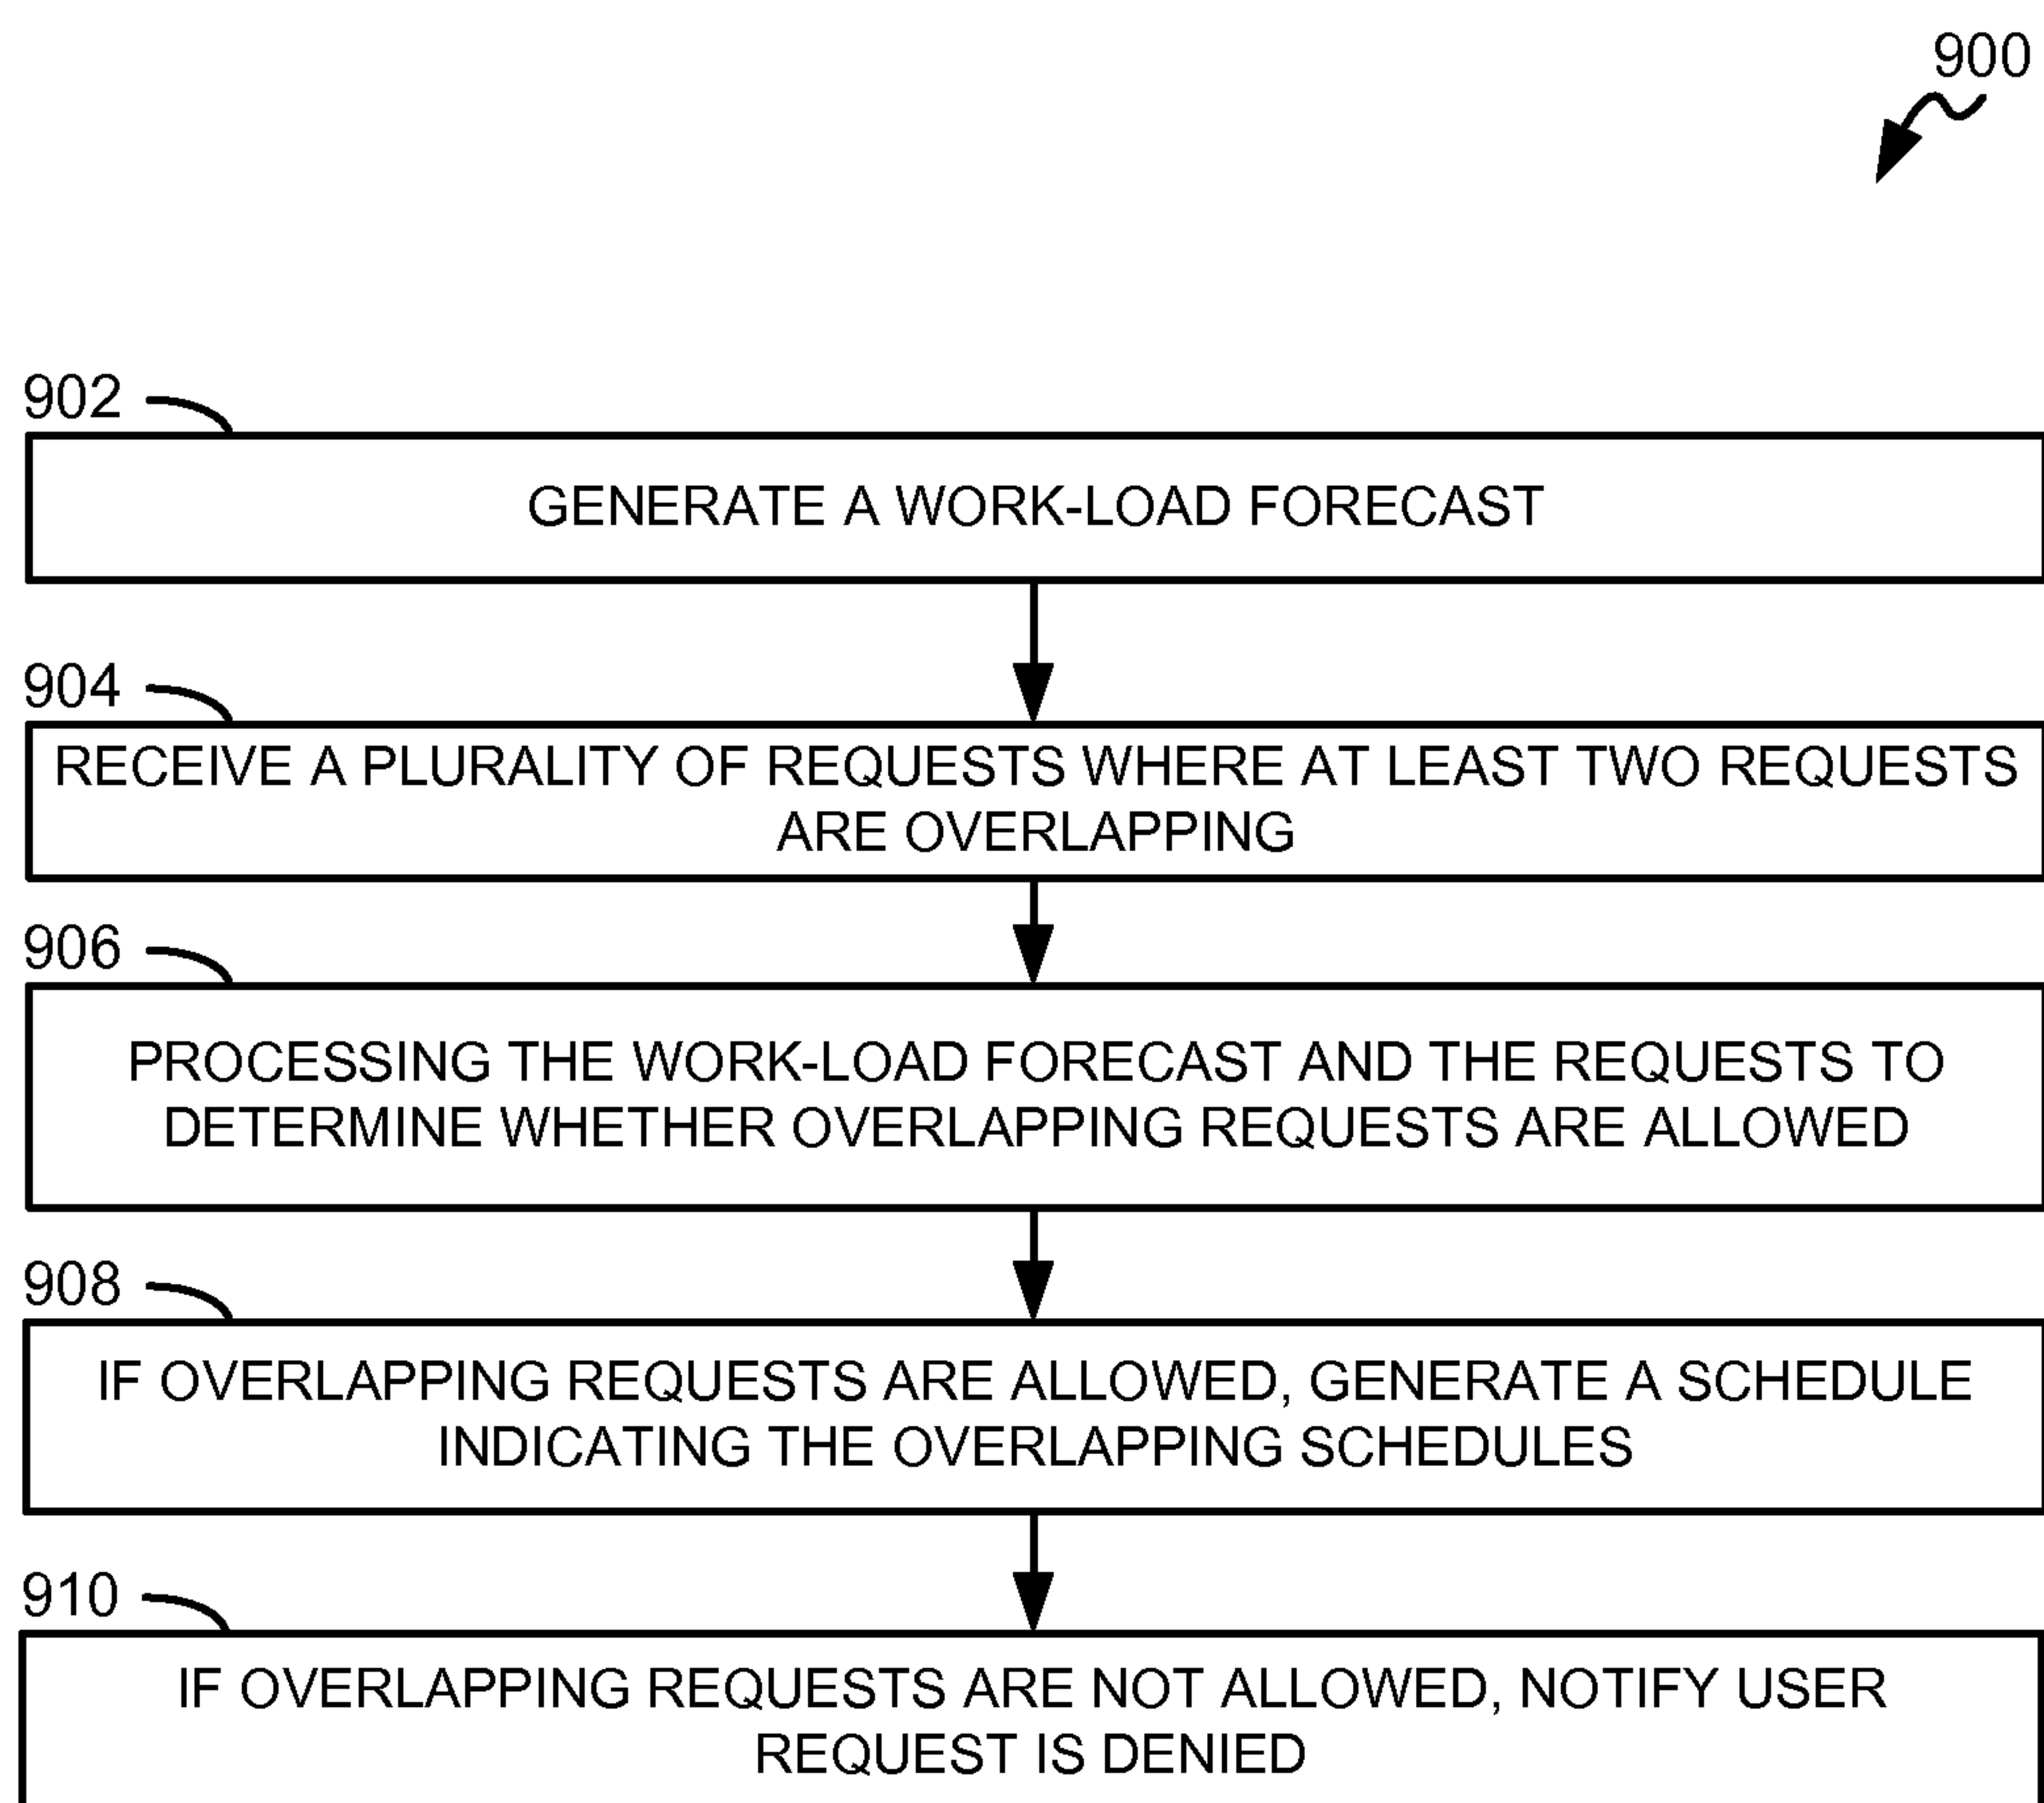 900
902
GENERATE A WORK-LOAD FORECAST
904
RECEIVE A PLURALITY OF REQUESTS WHERE AT LEAST TWO REQUESTS
ARE OVERLAPPING
906
PROCESSING THE WORK-LOAD FORECAST AND THE REQUESTS TO
DETERMINE WHETHER OVERLAPPING REQUESTS ARE ALLOWED
908
IF OVERLAPPING REQUESTS ARE ALLOWED, GENERATE A SCHEDULE
INDICATING THE OVERLAPPING SCHEDULES
910
IF OVERLAPPING REQUESTS ARE NOT ALLOWED, NOTIFY USER
REQUEST IS DENIED